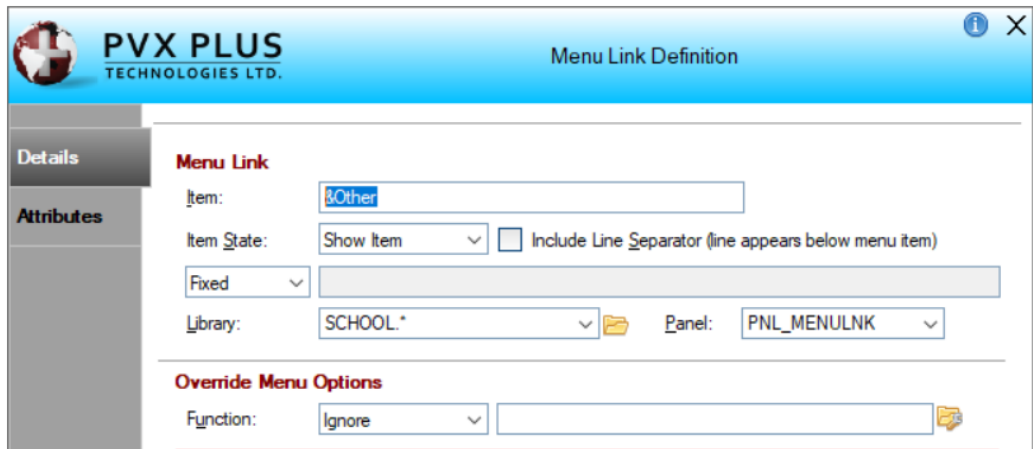 PVX PLUS
TECHNOLOGIES LTD.
Menu Link Definition
Details
Attributes
Menu Link
Item: &Other
Item State: Show Item Include Line Separator (line appears below menu item)
Fixed
Library: SCHOOL.* Panel: PNL_MENULNK
Override Menu Options
Function: Ignore